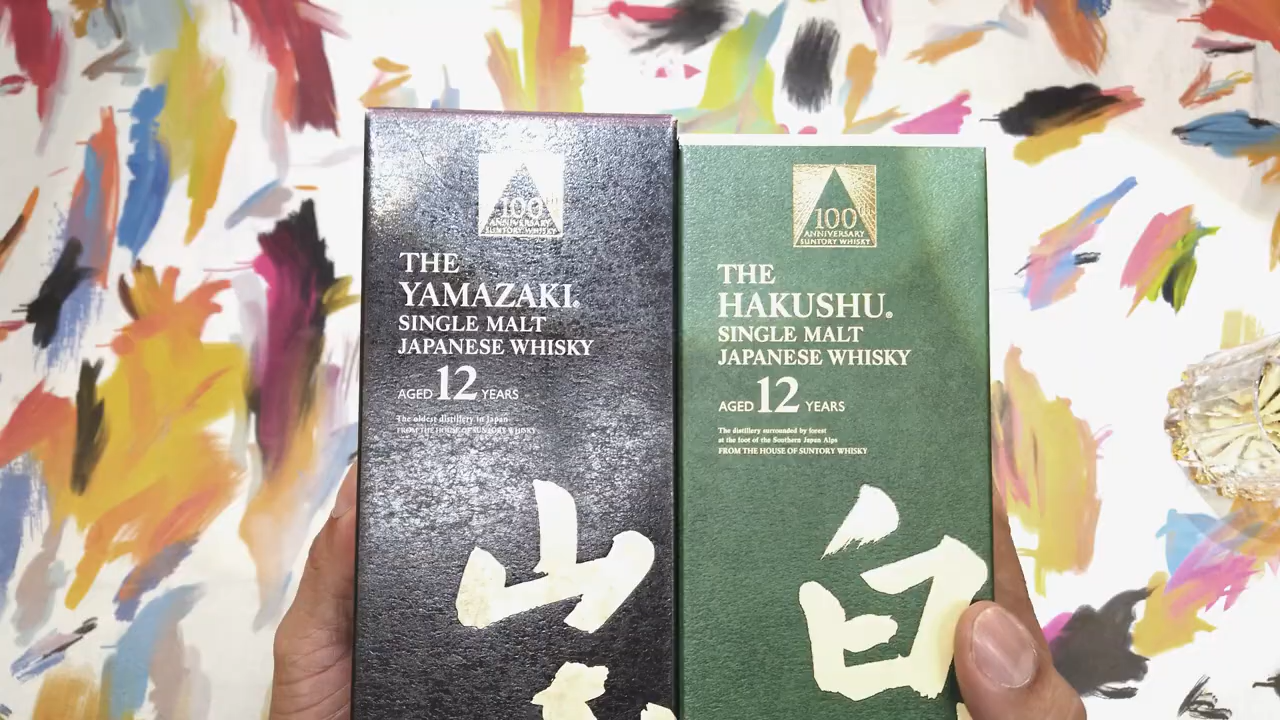 100
ANNIVERSARY
SUNTORY WHISKY
THE
YAMAZAKI®
SINGLE MALT
JAPANESE WHISKY
AGED 12 YEARS
The oldest distillery in Japan
FROM THE HOUSE OF SUNTORY WHISKY
山
100
ANNIVERSARY
SUNTORY WHISKY
THE
HAKUSHU®
SINGLE MALT
JAPANESE WHISKY
AGED 12 YEARS
The distillery surrounded by forest
at the foot of the Southern Japan Alps
FROM THE HOUSE OF SUNTORY WHISKY
白